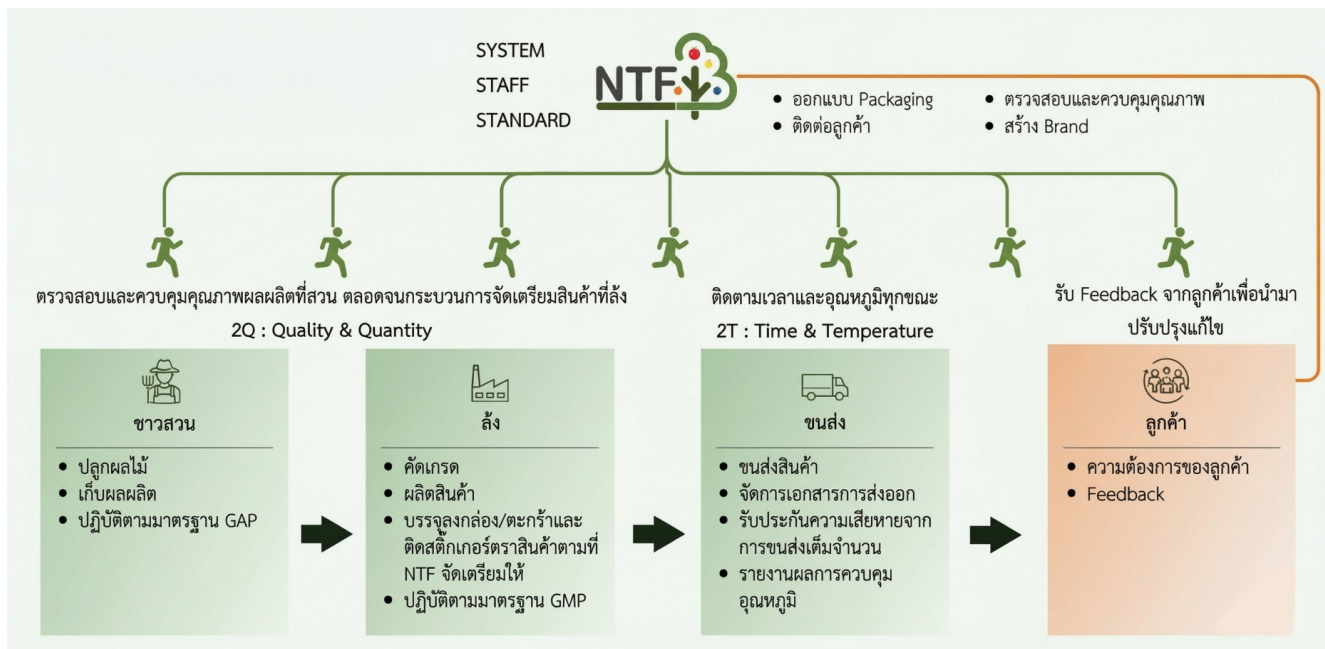 SYSTEM
STAFF
STANDARD
NTF
• ออกแบบ Packaging
• ติดต่อลูกค้า
• ตรวจสอบและควบคุมคุณภาพ
• สร้าง Brand
ตรวจสอบและควบคุมคุณภาพผลผลิตที่สวน ตลอดจนกระบวนการจัดเตรียมสินค้าที่ล้ง
2Q : Quality & Quantity
ติดตามเวลาและอุณหภูมิทุกขณะ
2T : Time & Temperature
รับ Feedback จากลูกค้าเพื่อนำมา
ปรับปรุงแก้ไข
ชาวสวน
• ปลูกผลไม้
• เก็บผลผลิต
• ปฏิบัติตามมาตรฐาน GAP
ล้ง
• คัดเกรด
• ผลิตสินค้า
• บรรจุลงกล่อง/ตะกร้าและ
ติดสติ๊กเกอร์ตราสินค้าตามที่
NTF จัดเตรียมให้
• ปฏิบัติตามมาตรฐาน GMP
ขนส่ง
• ขนส่งสินค้า
• จัดการเอกสารการส่งออก
• รับประกันความเสียหายจาก
การขนส่งเต็มจำนวน
• รายงานผลการควบคุม
อุณหภูมิ
ลูกค้า
• ความต้องการของลูกค้า
• Feedback